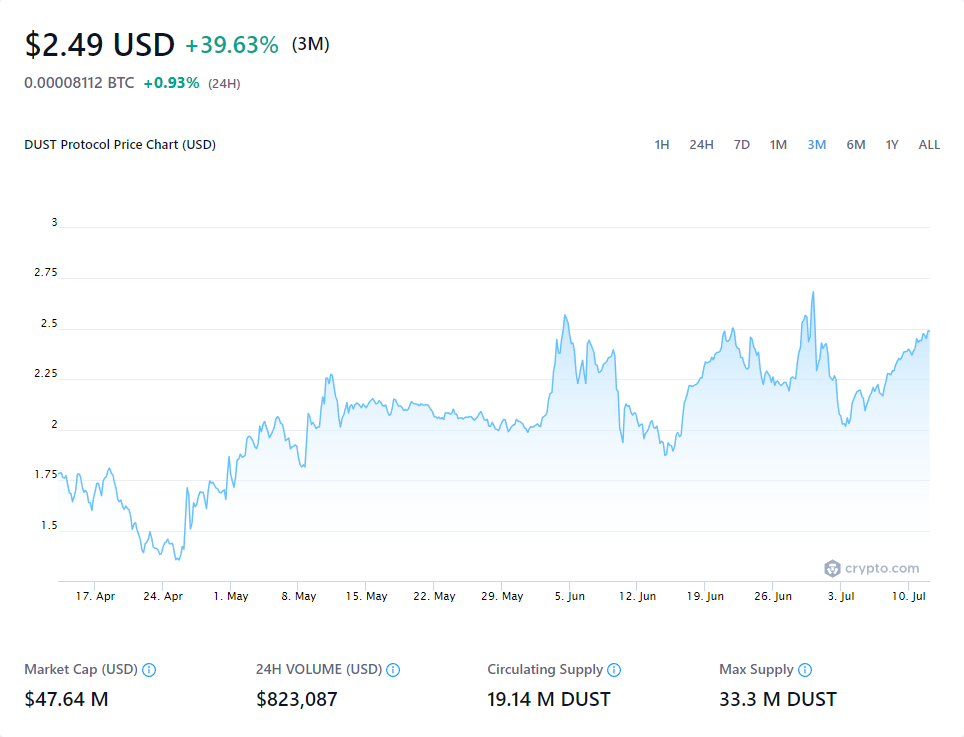 $2.49 USD +39.63% (3M)
0.00008112 BTC +0.93% (24H)
DUST Protocol Price Chart (USD) 1H 24H 7D 1M 3M 6M 1Y ALL
3
2.75
2.5
2.25
2
1.75
1.5
crypto.com
17. Apr 24. Apr 1. May 8. May 15. May 22. May 29. May 5. Jun 12. Jun 19. Jun 26. Jun 3. Jul 10. Jul
Market Cap (USD) 24H VOLUME (USD) Circulating Supply Max Supply
$47.64 M $823,087 19.14 M DUST 33.3 M DUST